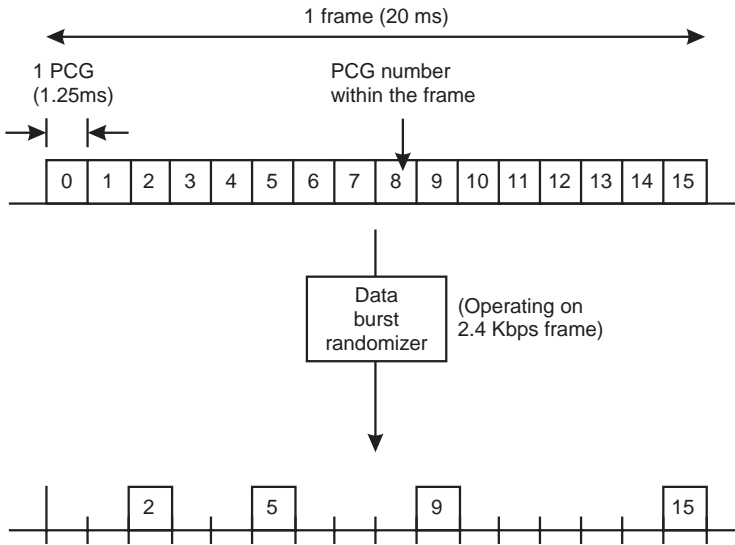 1 frame (20 ms)
1 PCG
(1.25ms)
PCG number
within the frame
0 1 2 3 4 5 6 7 8 9 10 11 12 13 14 15
Data
burst
randomizer
(Operating on
2.4 Kbps frame)
2 5 9 15